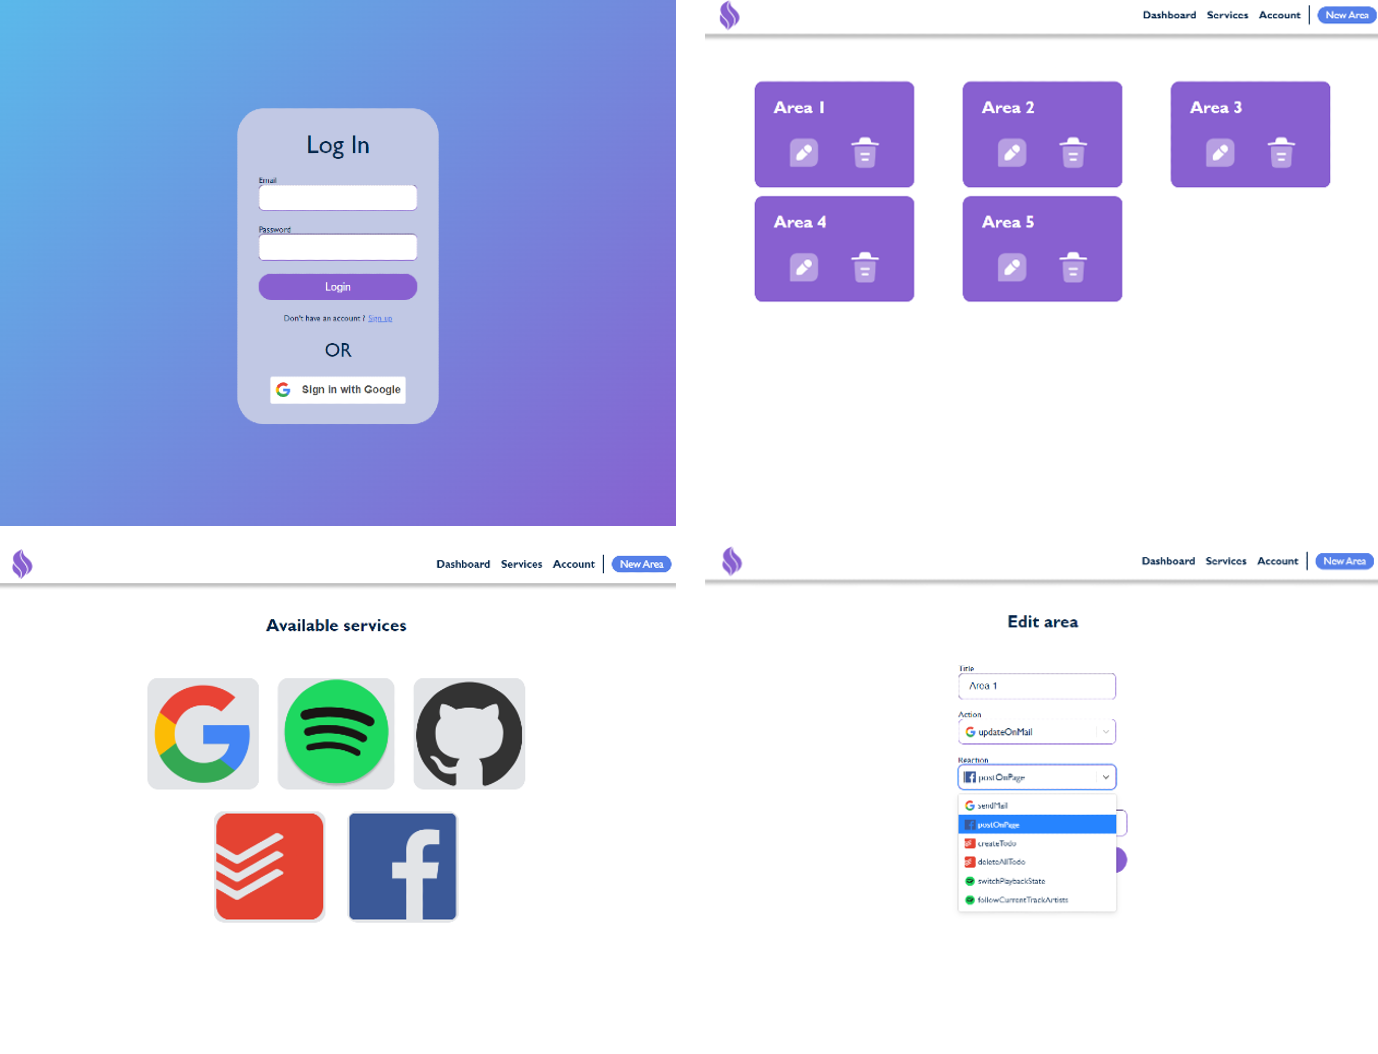 Log In
Email
Password
Login
Don't have an account ? Sign up
OR
Sign in with Google
Dashboard Services Account New Area
Area 1
Area 2
Area 3
Area 4
Area 5
Dashboard Services Account New Area
Available services
Dashboard Services Account New Area
Edit area
Title
Area 1
Action
updateOnMail
Reaction
postOnPage
sendMail
postOnPage
createTodo
deleteAllTodo
switchPlaybackState
followCurrentTrackArtists